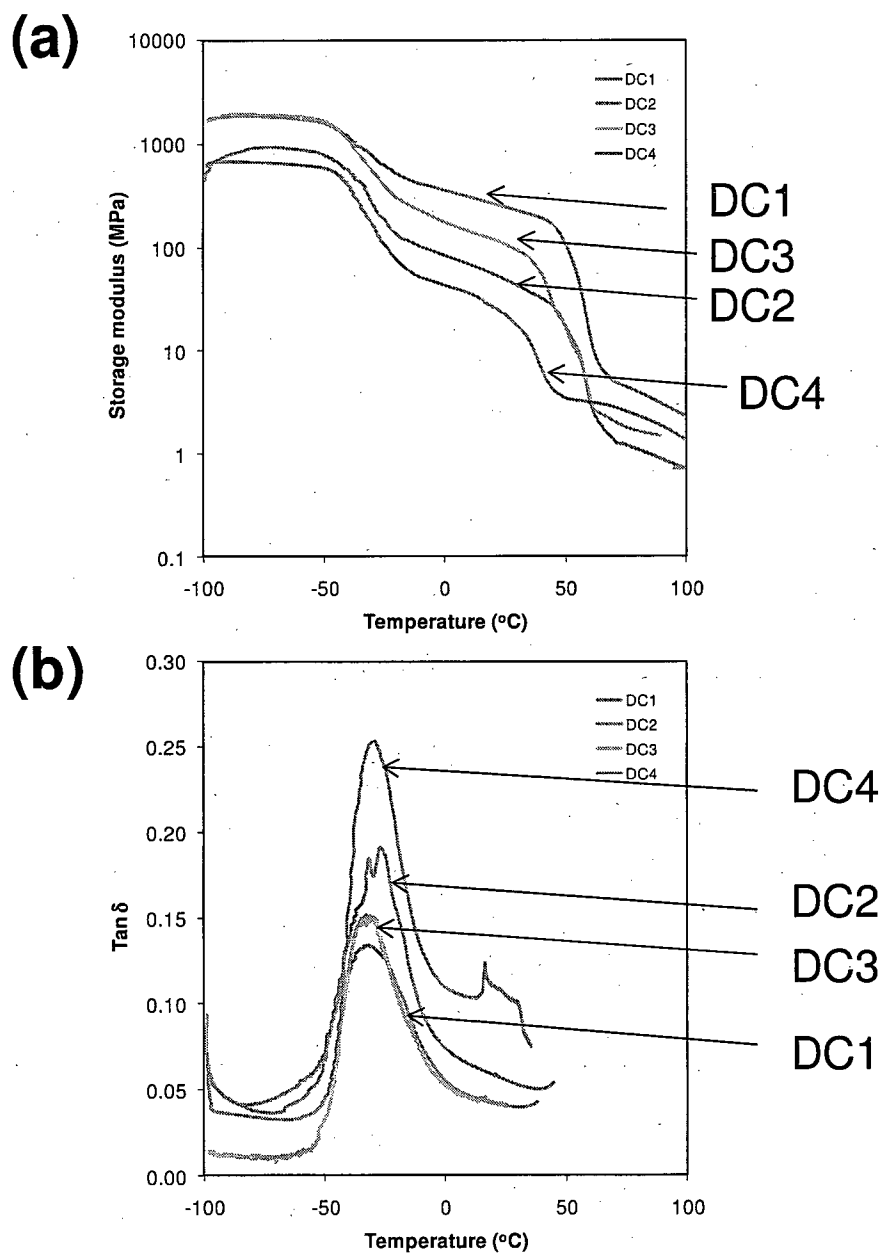 (a)
10000
1000
100
10
1
0.1
Storage modulus (MPa)
-100 -50 0 50 100
Temperature (°C)
DC1
DC2
DC3
DC4
DC1
DC3
DC2
DC4
(b)
0.30
0.25
0.20
0.15
0.10
0.05
0.00
Tan δ
-100 -50 0 50 100
Temperature (°C)
DC1
DC2
DC3
DC4
DC4
DC2
DC3
DC1